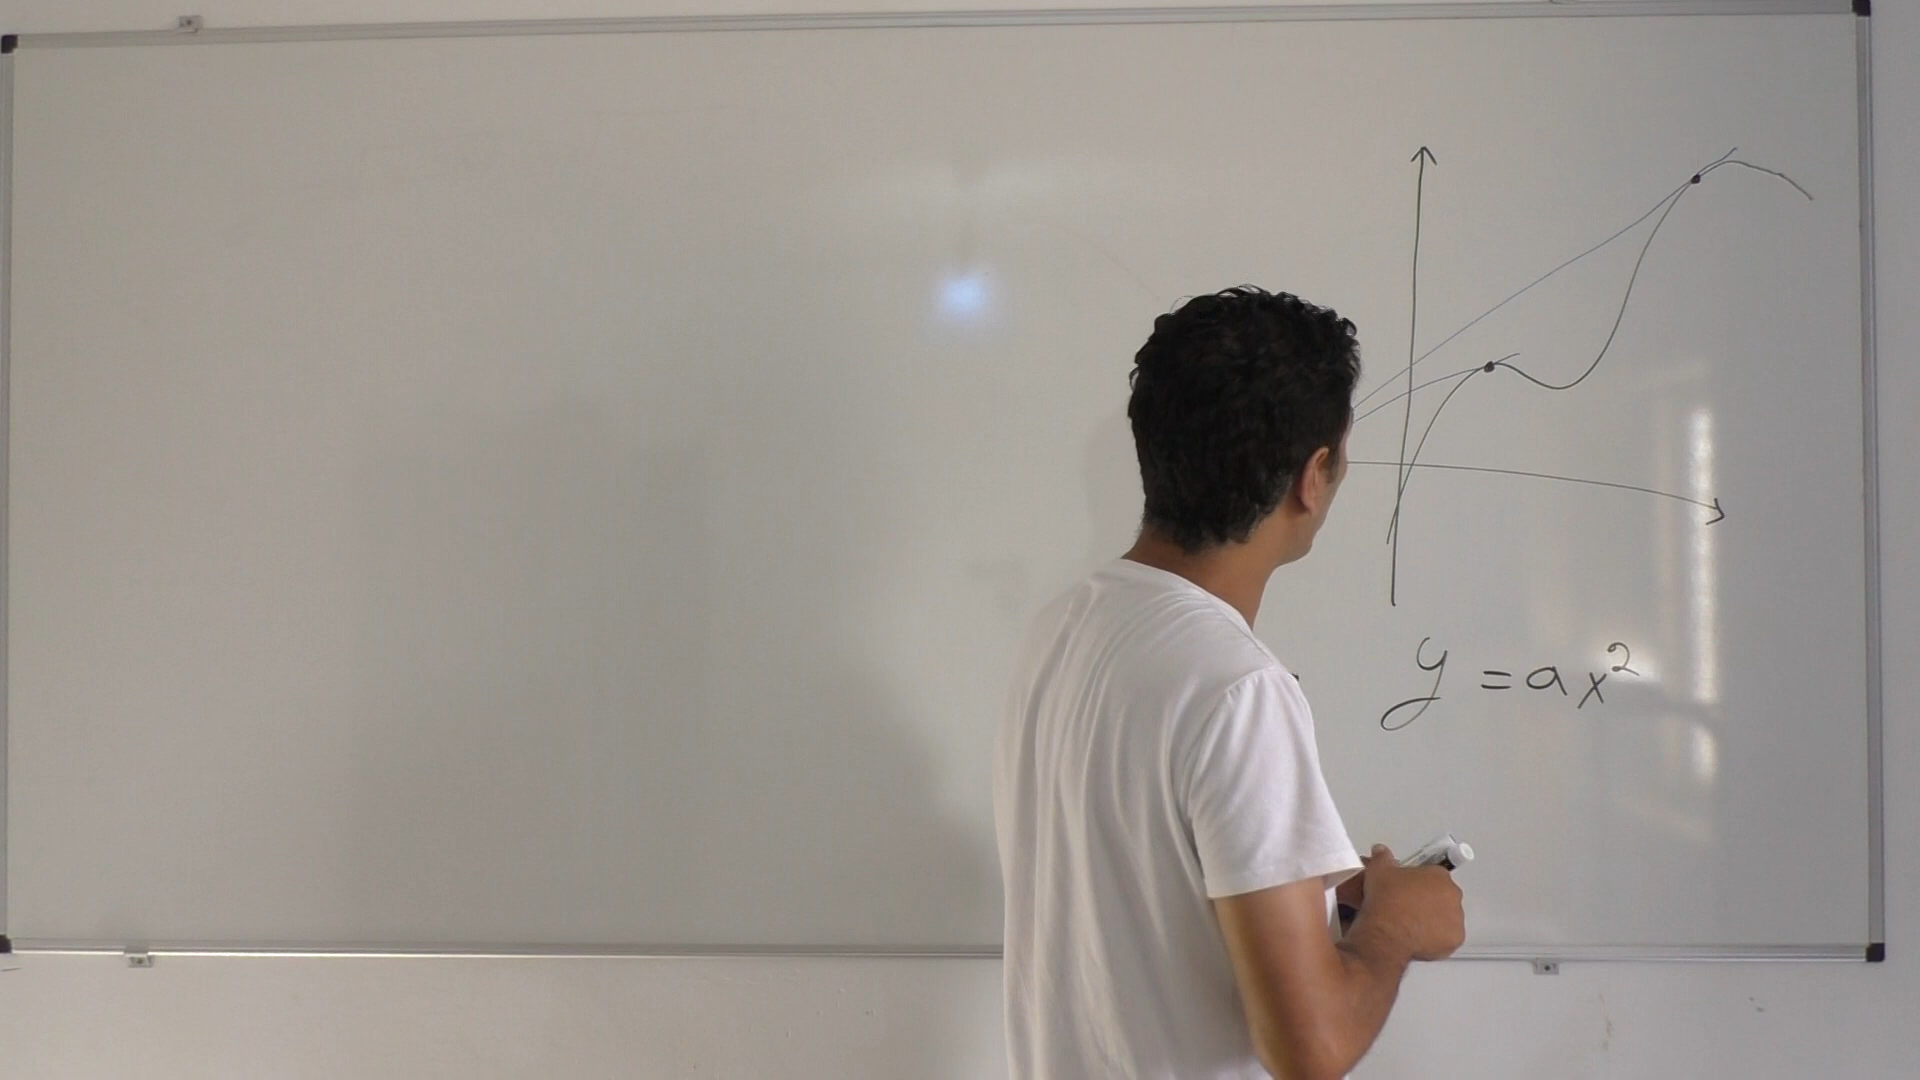 y = ax²